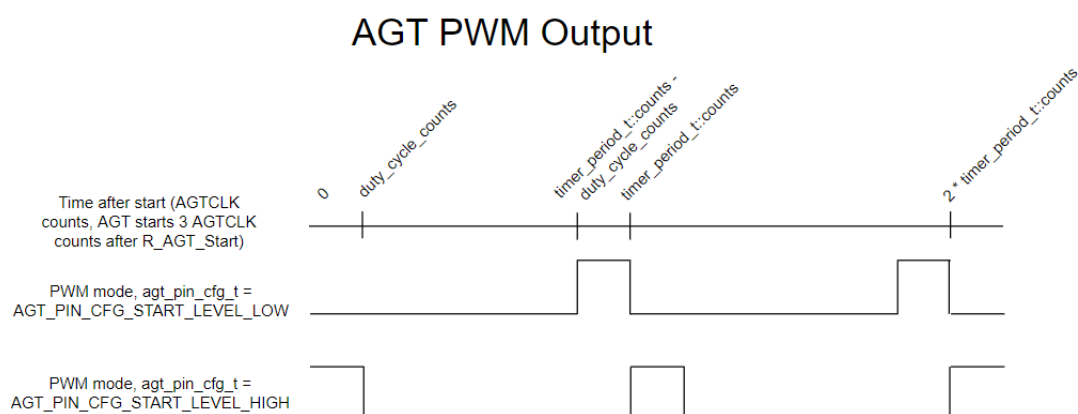 AGT PWM Output
0
duty_cycle_counts
timer_period_t::counts -
duty_cycle_counts
timer_period_t::counts
2 * timer_period_t::counts
Time after start (AGTCLK
counts, AGT starts 3 AGTCLK
counts after R_AGT_Start)
PWM mode, agt_pin_cfg_t =
AGT_PIN_CFG_START_LEVEL_LOW
PWM mode, agt_pin_cfg_t =
AGT_PIN_CFG_START_LEVEL_HIGH